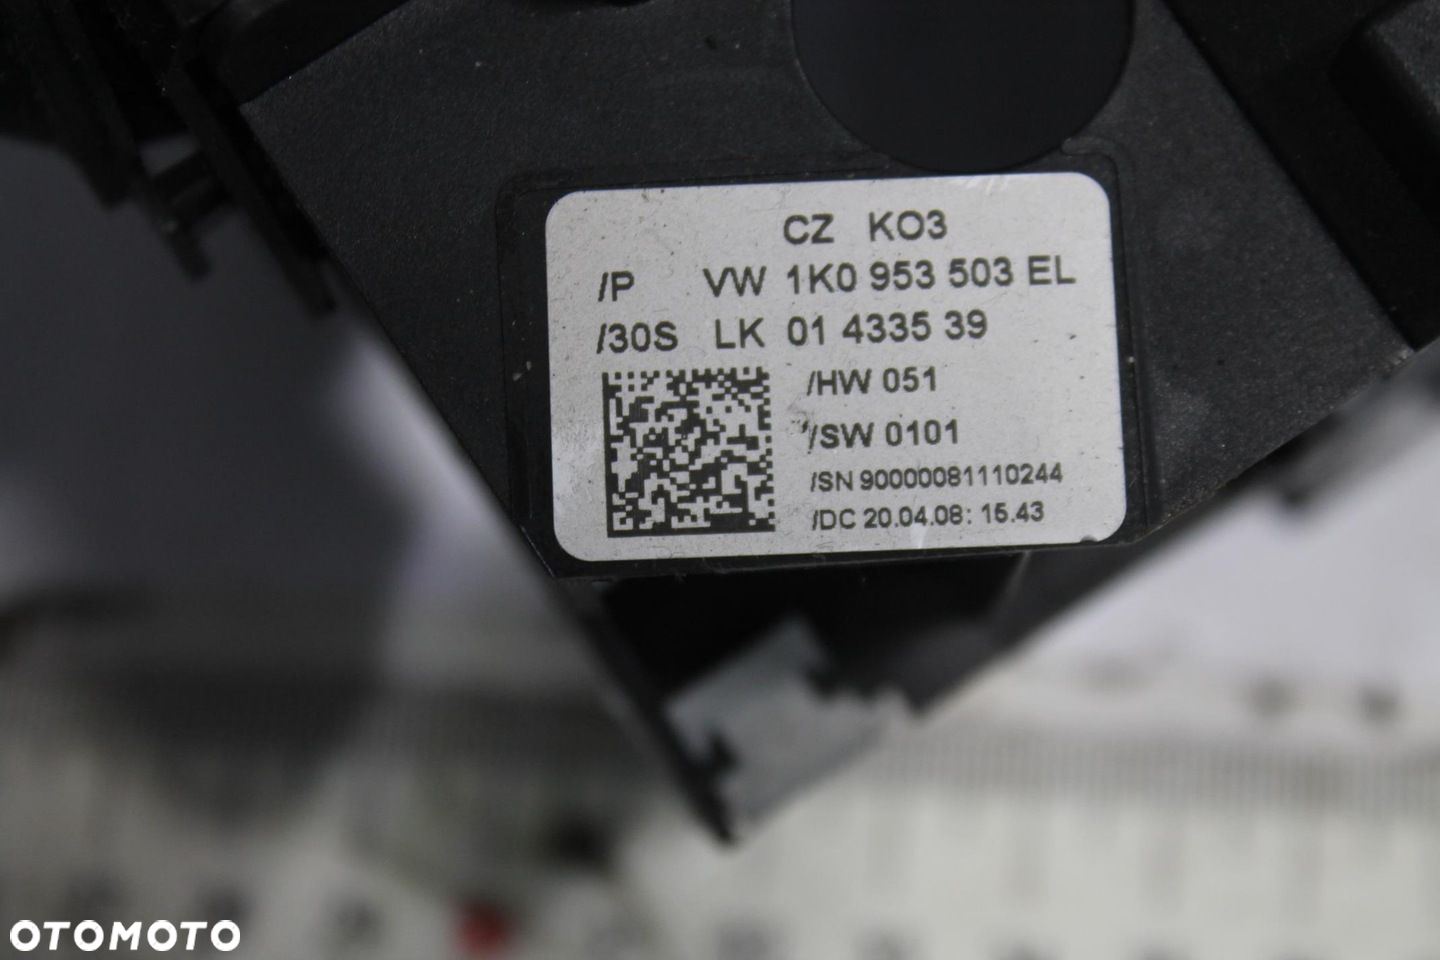 CZ KO3
/P VW 1K0 953 503 EL
/30S LK 01 4335 39
/HW 051
/SW 0101
/SN 90000081110244
/DC 20.04.08: 15.43
OTOMOTO